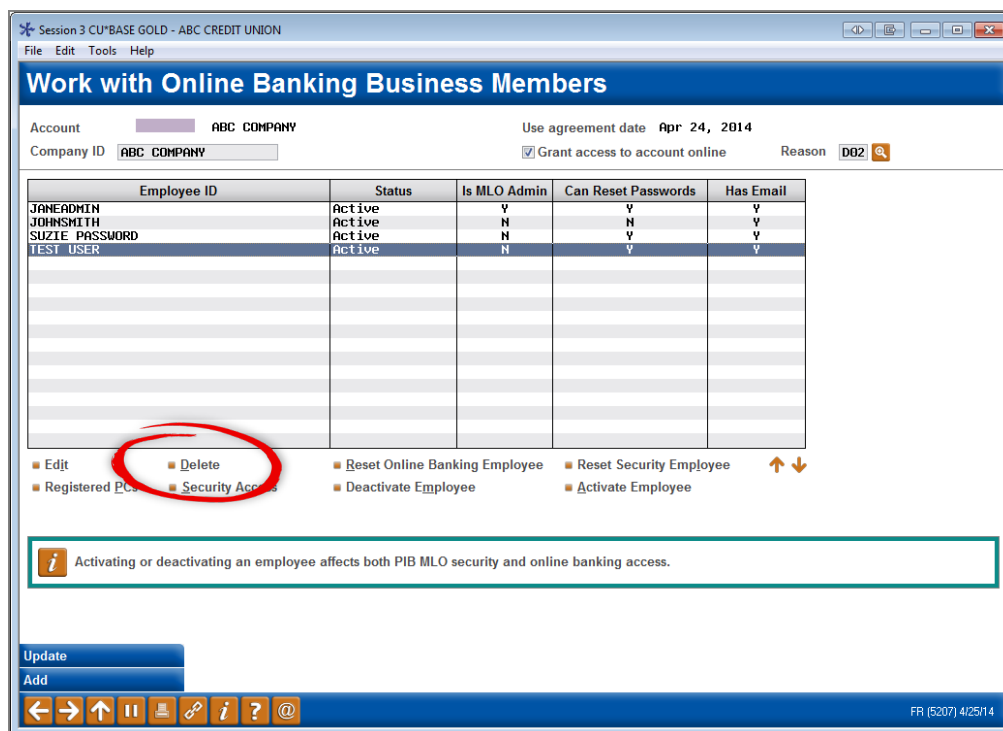 Session 3 CU*BASE GOLD - ABC CREDIT UNION
File Edit Tools Help
Work with Online Banking Business Members
Account ABC COMPANY Use agreement date Apr 24, 2014
Company ID ABC COMPANY Grant access to account online Reason D02
Employee ID Status Is MLO Admin Can Reset Passwords Has Email
JANEADMIN Active Y Y Y
JOHNSMITH Active N N Y
SUZIE PASSWORD Active N Y Y
TEST USER Active N Y Y
Edit Delete Reset Online Banking Employee Reset Security Employee
Registered PCs Security Access Deactivate Employee Activate Employee
i Activating or deactivating an employee affects both PIB MLO security and online banking access.
Update
Add
i ? @ FR (5207) 4/25/14